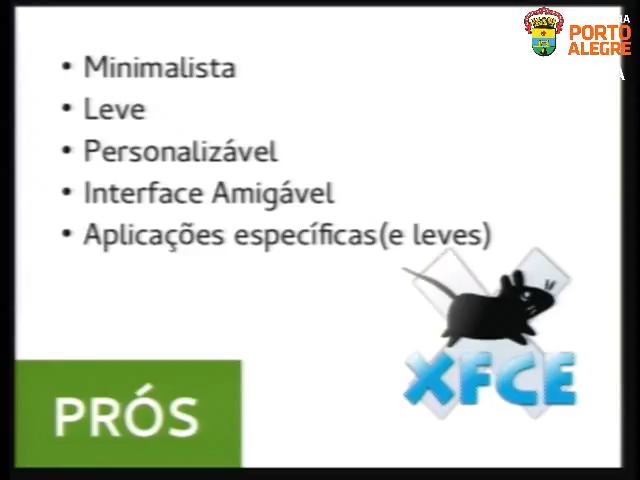 • Minimalista
• Leve
• Personalizável
• Interface Amigável
• Aplicações específicas(e leves)
XFCE
PRÓS
PORTO
ALEGRE